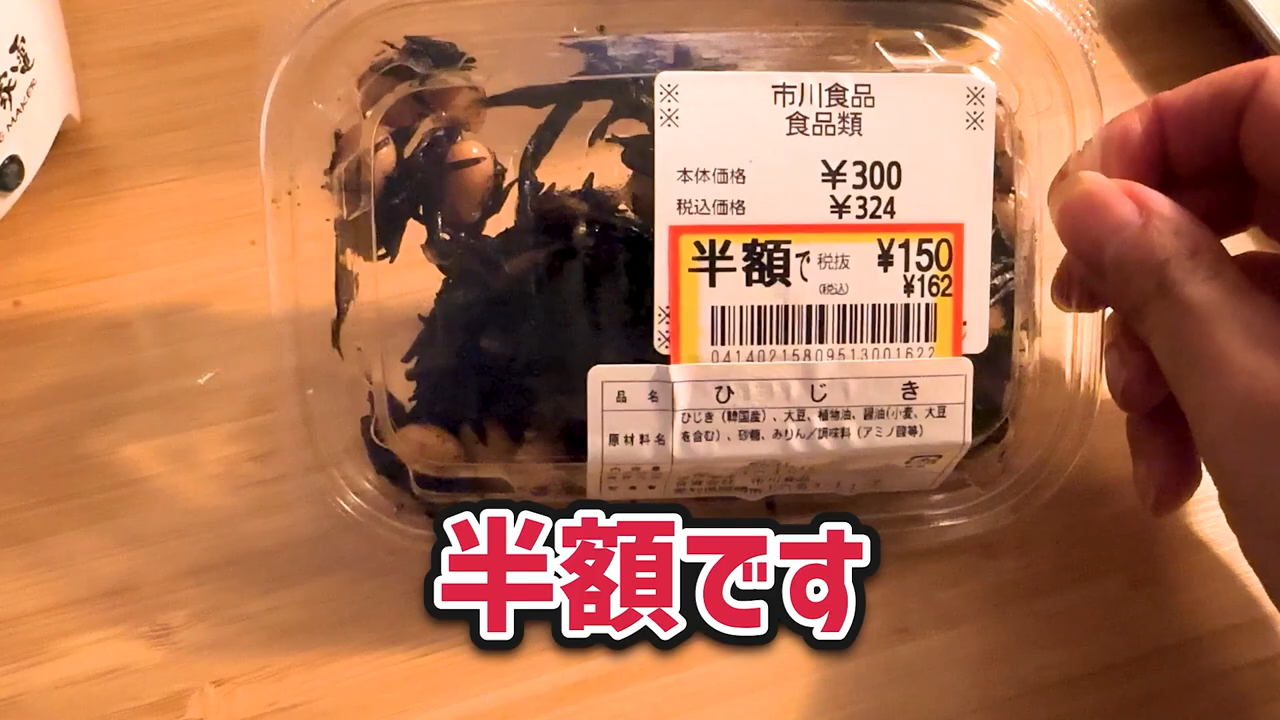 MAKER
※ 市川食品 ※
※ 食品類 ※
本体価格 ¥300
税込価格 ¥324
半額で 税抜 ¥150
(税込) ¥162
※
※
04140215809513001622
品名 ひじき
原材料名 ひじき(韓国産)、大豆、植物油、醤油(小麦、大豆
を含む)、砂糖、みりん/調味料(アミノ酸等)
半額です